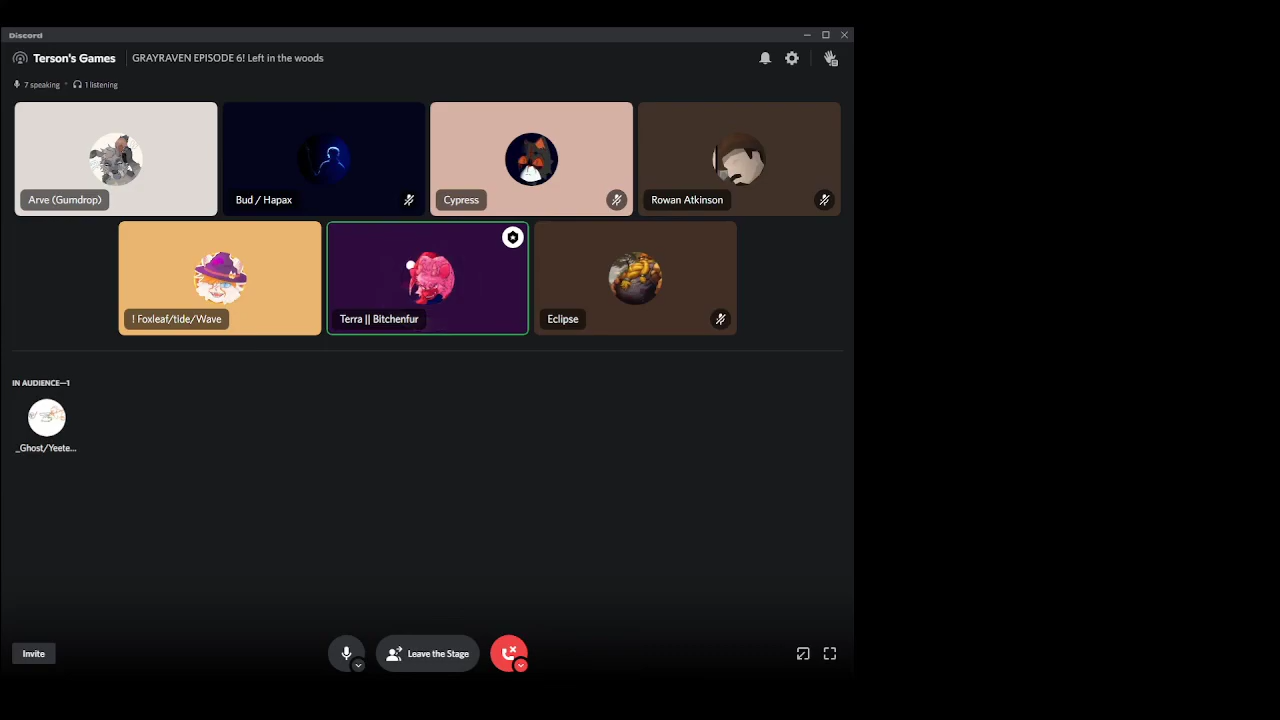 Discord
Terson's Games GRAYRAVEN EPISODE 6! Left in the woods
7 speaking 1 listening
Arve (Gumdrop)
Bud / Hapax
Cypress
Rowan Atkinson
! Foxleaf/tide/Wave
Terra || Bitchenfur
Eclipse
IN AUDIENCE—1
_Ghost/Yeete...
Invite
Leave the Stage